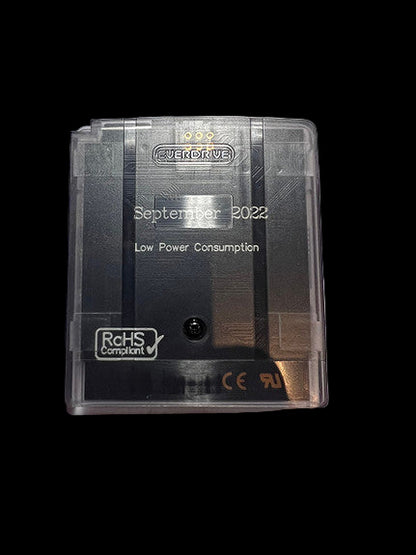 EVERDRIVE
September 2022
Low Power Consumption
RoHS
Compliant
CE